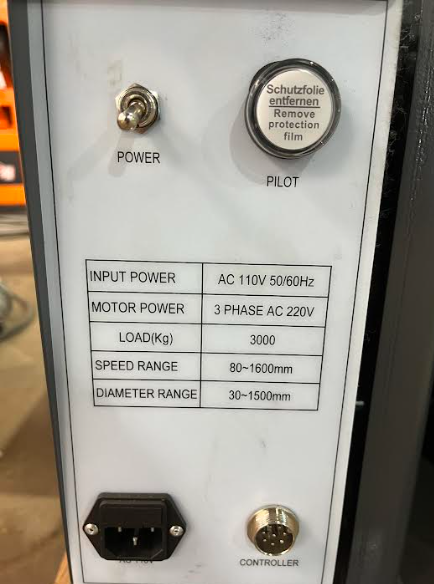 Schutzfolie
entfernen
Remove
protection
film
POWER
PILOT
INPUT POWER AC 110V 50/60Hz
MOTOR POWER 3 PHASE AC 220V
LOAD(Kg) 3000
SPEED RANGE 80~1600mm
DIAMETER RANGE 30~1500mm
CONTROLLER